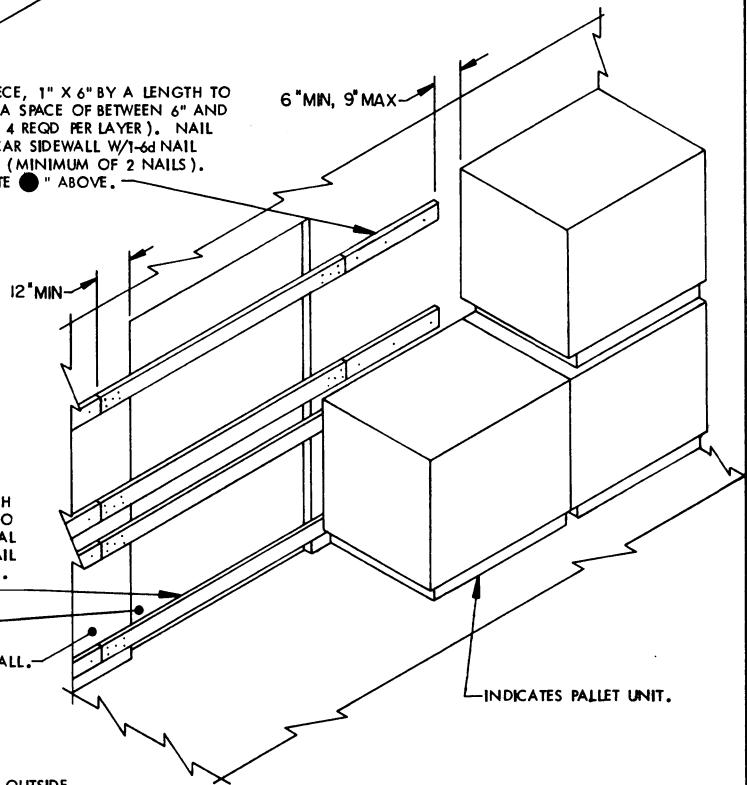 ECE, 1" X 6" BY A LENGTH TO
A SPACE OF BETWEEN 6" AND
4 REQD PER LAYER). NAIL
CAR SIDEWALL W/1-6d NAIL
(MINIMUM OF 2 NAILS).
TE ● " ABOVE.
6" MIN, 9" MAX
12" MIN
H
O
AL
AIL
.
ALL.
INDICATES PALLET UNIT.
OUTSIDE